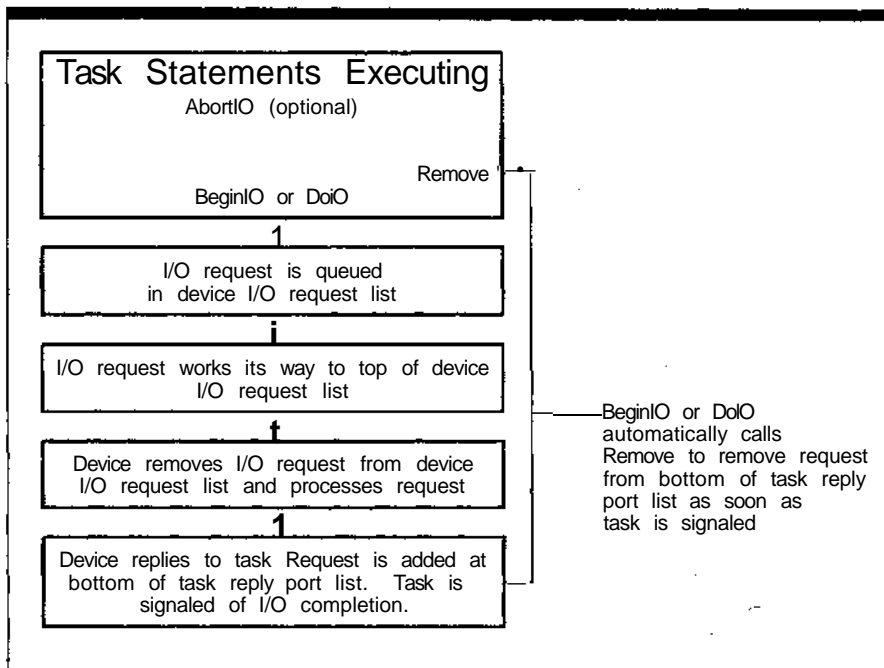 Task Statements Executing
AbortIO (optional)
Remove
BeginIO or DoiO
1
I/O request is queued
in device I/O request list
i
I/O request works its way to top of device
I/O request list
t
Device removes I/O request from device
I/O request list and processes request
1
Device replies to task Request is added at
bottom of task reply port list. Task is
signaled of I/O completion.
BeginIO or DoIO
automatically calls
Remove to remove request
from bottom of task reply
port list as soon as
task is signaled